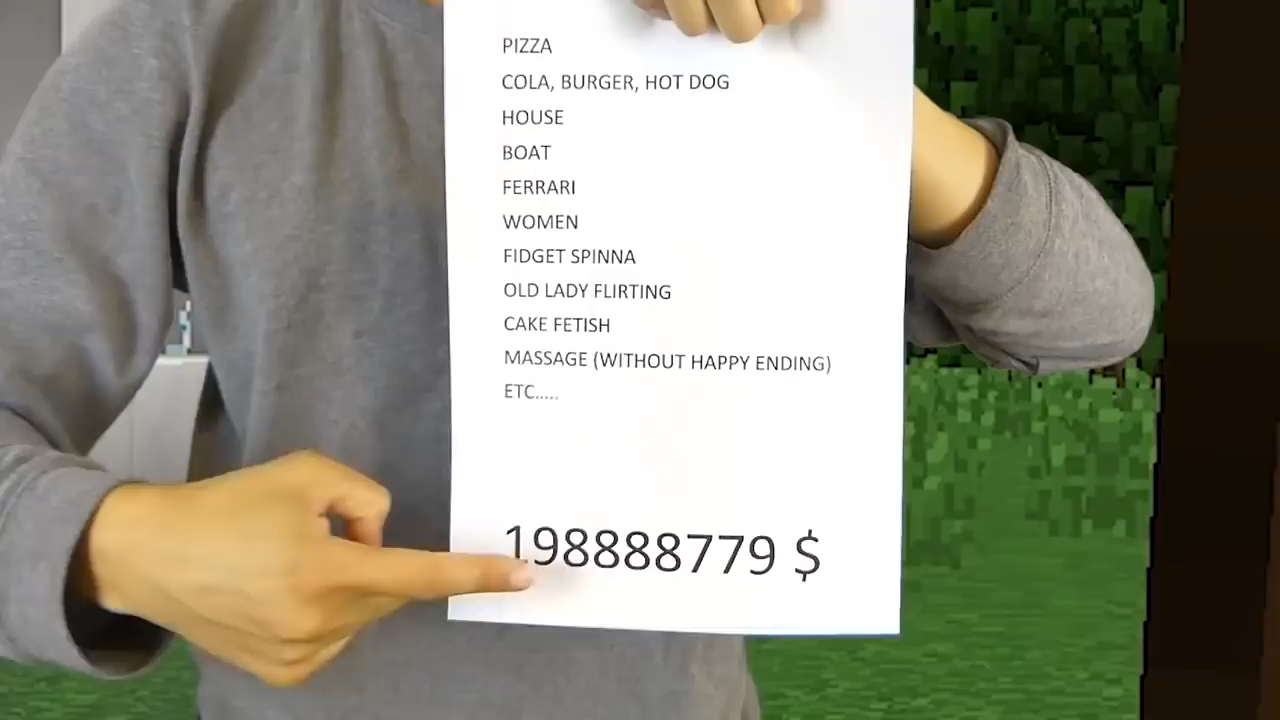 PIZZA
COLA, BURGER, HOT DOG
HOUSE
BOAT
FERRARI
WOMEN
FIDGET SPINNA
OLD LADY FLIRTING
CAKE FETISH
MASSAGE (WITHOUT HAPPY ENDING)
ETC.....
198888779 $